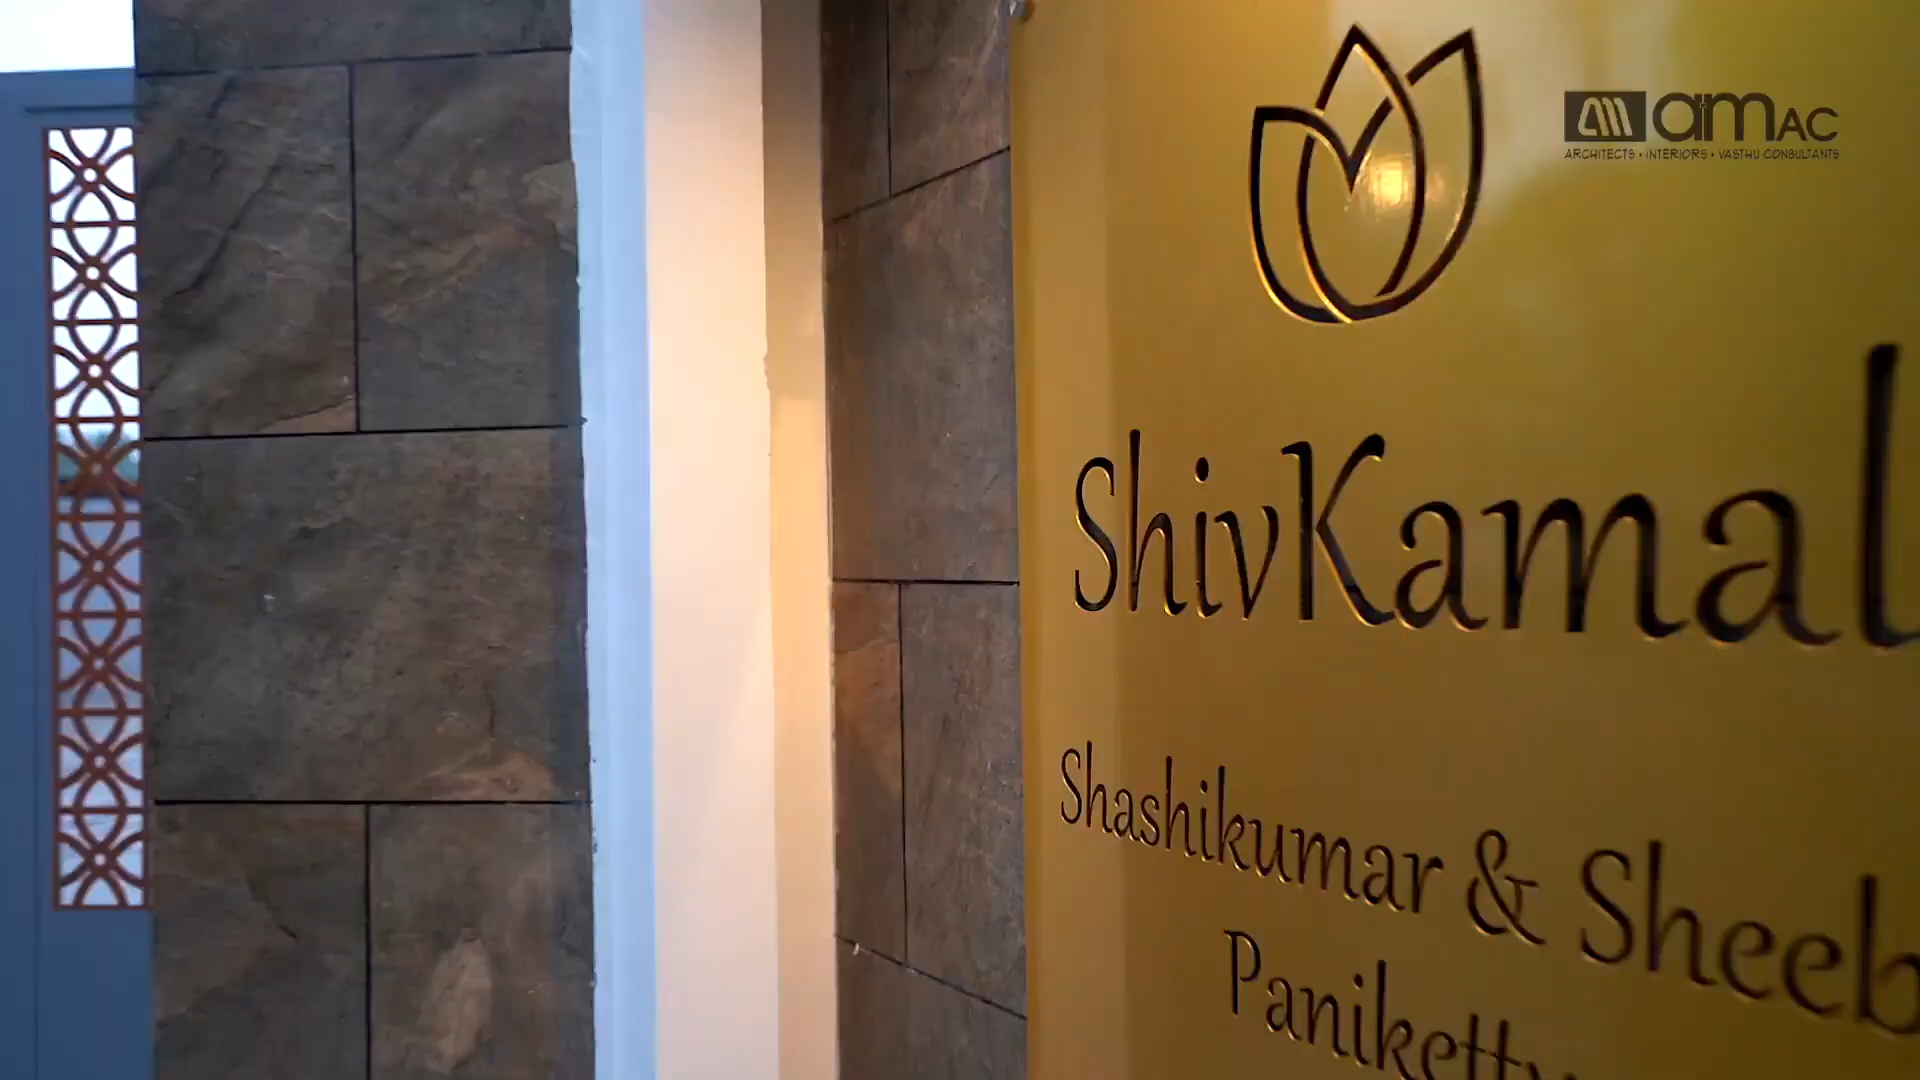 amAC
ARCHITECTS • INTERIORS • VASTHU CONSULTANTS
ShivKamal
Shashikumar & Sheeb
Paniketty